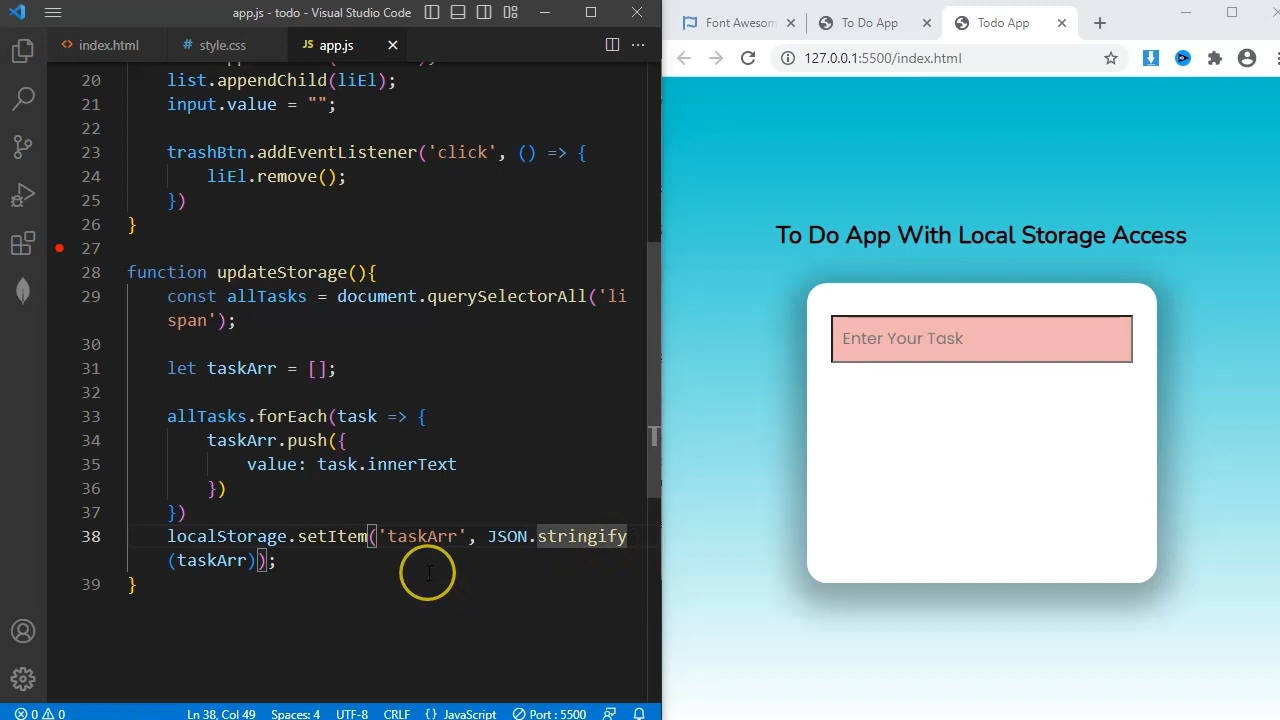 app.js - todo - Visual Studio Code
index.html
# style.css
JS app.js
20 list.appendChild(liEl);
21 input.value = "";
22
23 trashBtn.addEventListener('click', () => {
24 liEl.remove();
25 })
26 }
27
28 function updateStorage(){
29 const allTasks = document.querySelectorAll('li
span');
30
31 let taskArr = [];
32
33 allTasks.forEach(task => {
34 taskArr.push({
35 value: task.innerText
36 })
37 })
38 localStorage.setItem('taskArr', JSON.stringify
(taskArr));
39 }
0 0
Ln 38, Col 49
Spaces: 4
UTF-8
CRLF
{} JavaScript
Port : 5500
Font Awesom
To Do App
Todo App
127.0.0.1:5500/index.html
To Do App With Local Storage Access
Enter Your Task